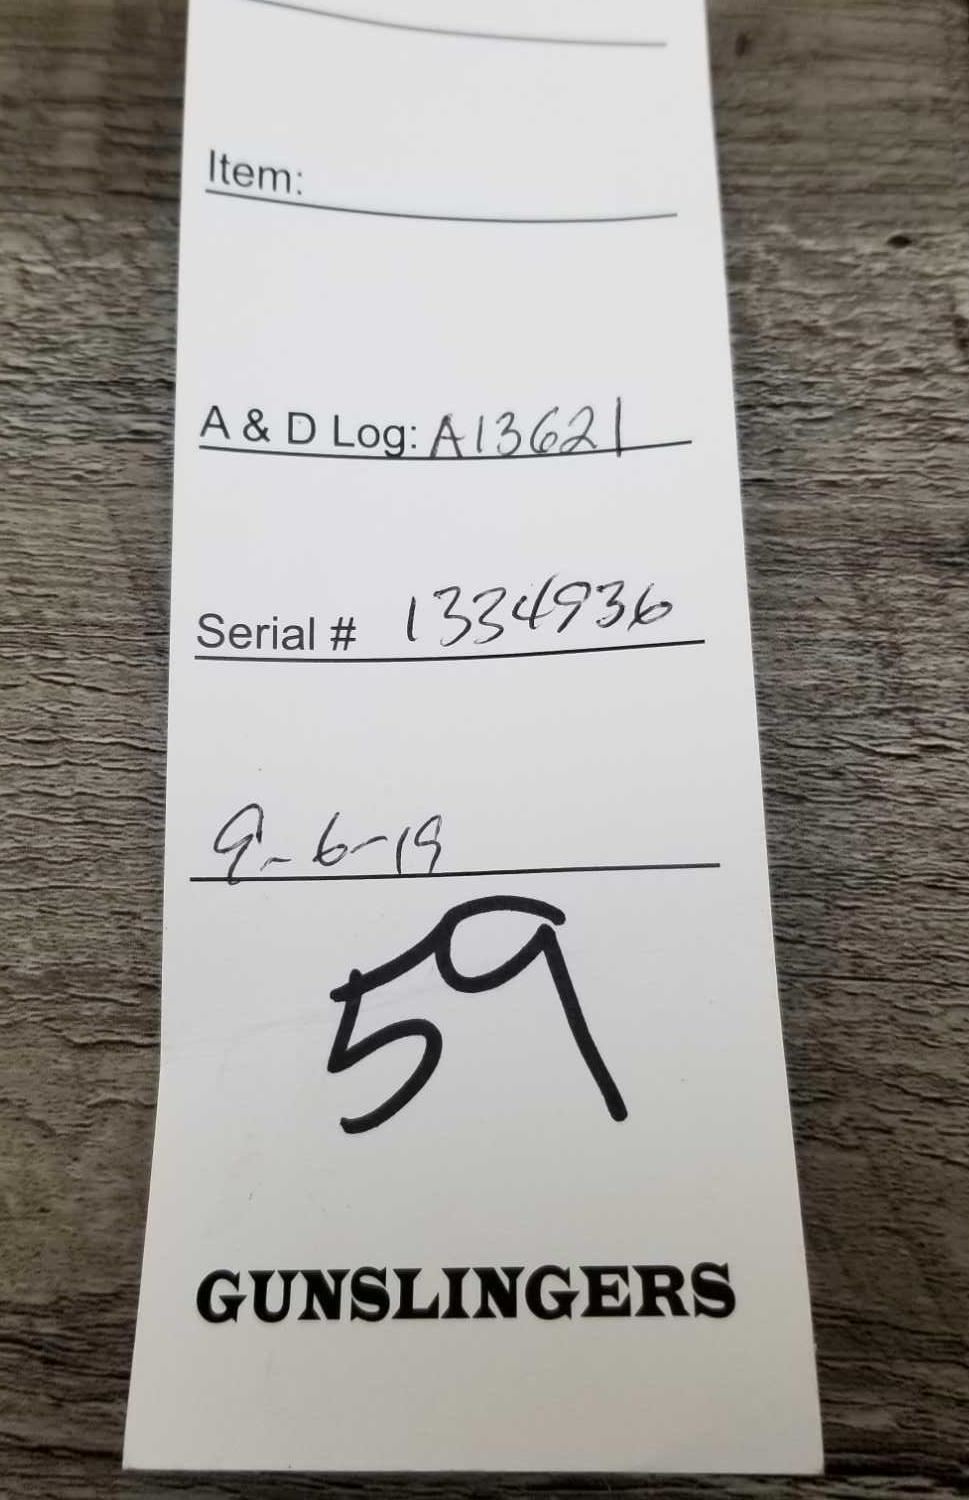 Item:
A & D Log: A13621
Serial # 1334936
9-6-19
59
GUNSLINGERS